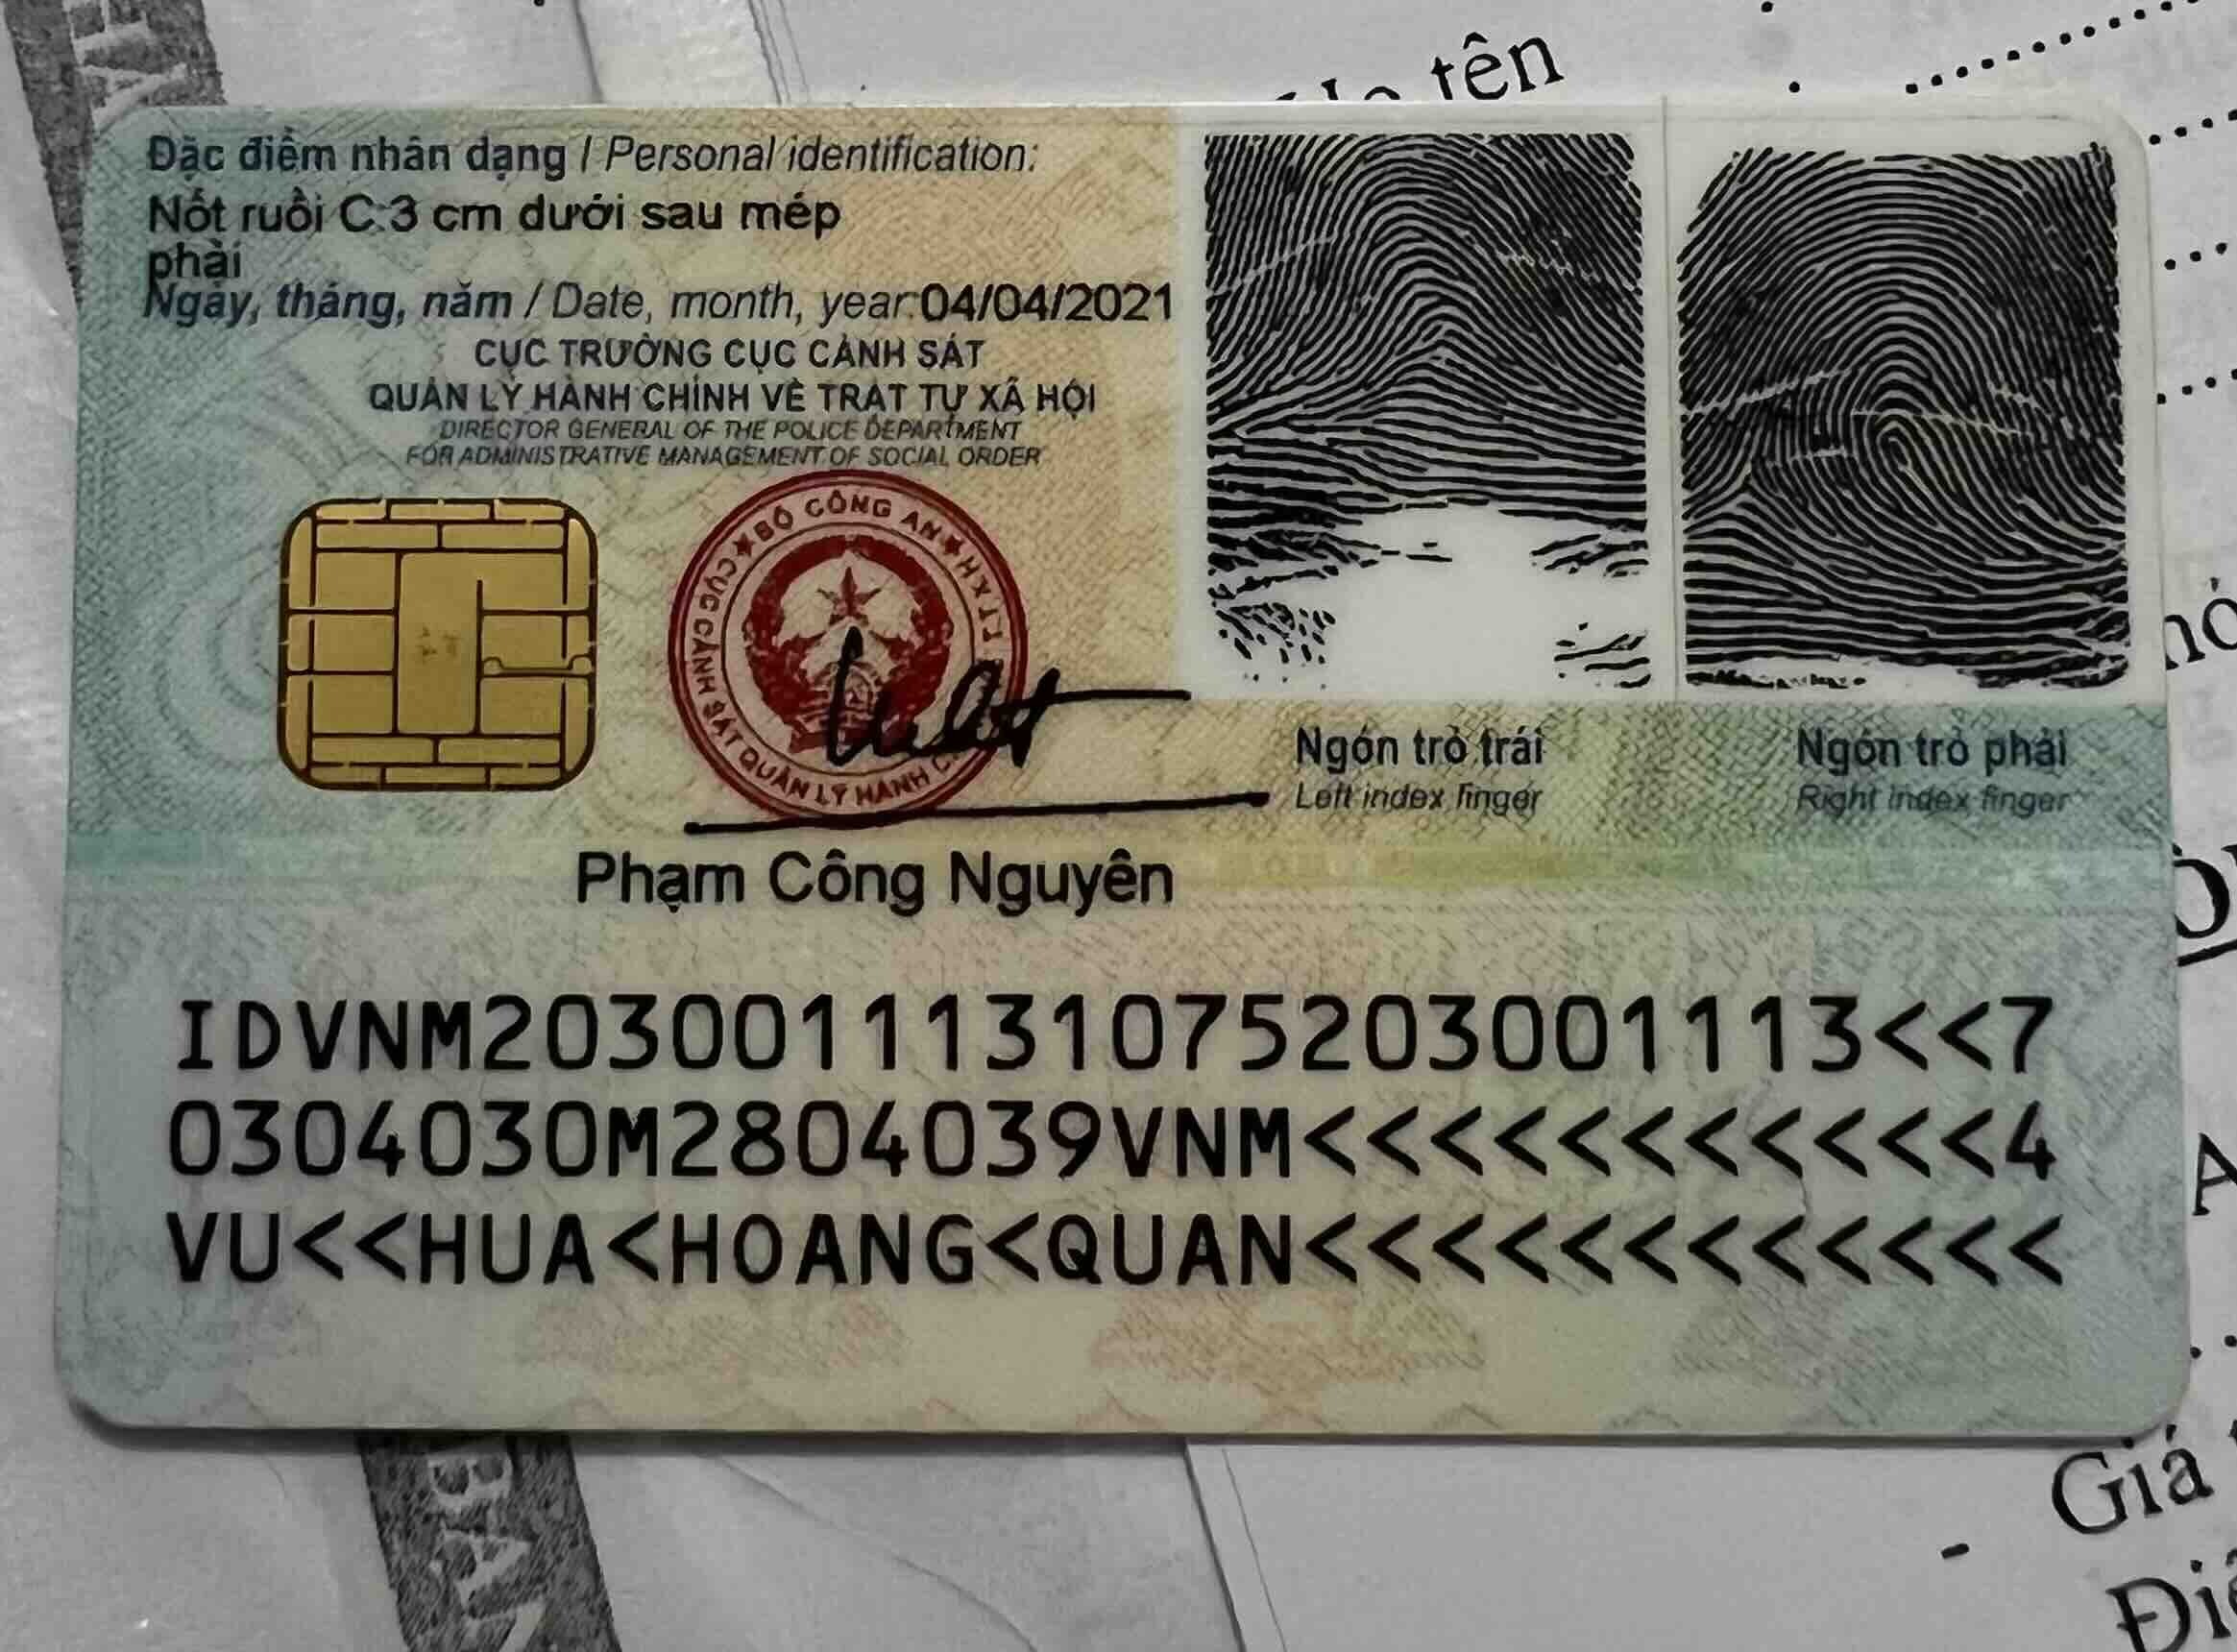 Họ tên
Đặc điểm nhân dạng / Personal identification:
Nốt ruồi C:3 cm dưới sau mép
phải
Ngày, tháng, năm / Date, month, year:04/04/2021
CỤC TRƯỞNG CỤC CẢNH SÁT
QUẢN LÝ HÀNH CHÍNH VỀ TRẬT TỰ XÃ HỘI
DIRECTOR GENERAL OF THE POLICE DEPARTMENT
FOR ADMINISTRATIVE MANAGEMENT OF SOCIAL ORDER
BỘ CÔNG AN
CỤC CẢNH SÁT QUẢN LÝ HÀNH C TTXH
Ngón trỏ trái
Left index finger
Ngón trỏ phải
Right index finger
Phạm Công Nguyên
IDVNM2030011131075203001113<<7
0304030M2804039VNM<<<<<<<<<<<4
VU<<HUA<HOANG<QUAN<<<<<<<<<<<<
BAN
- Giá